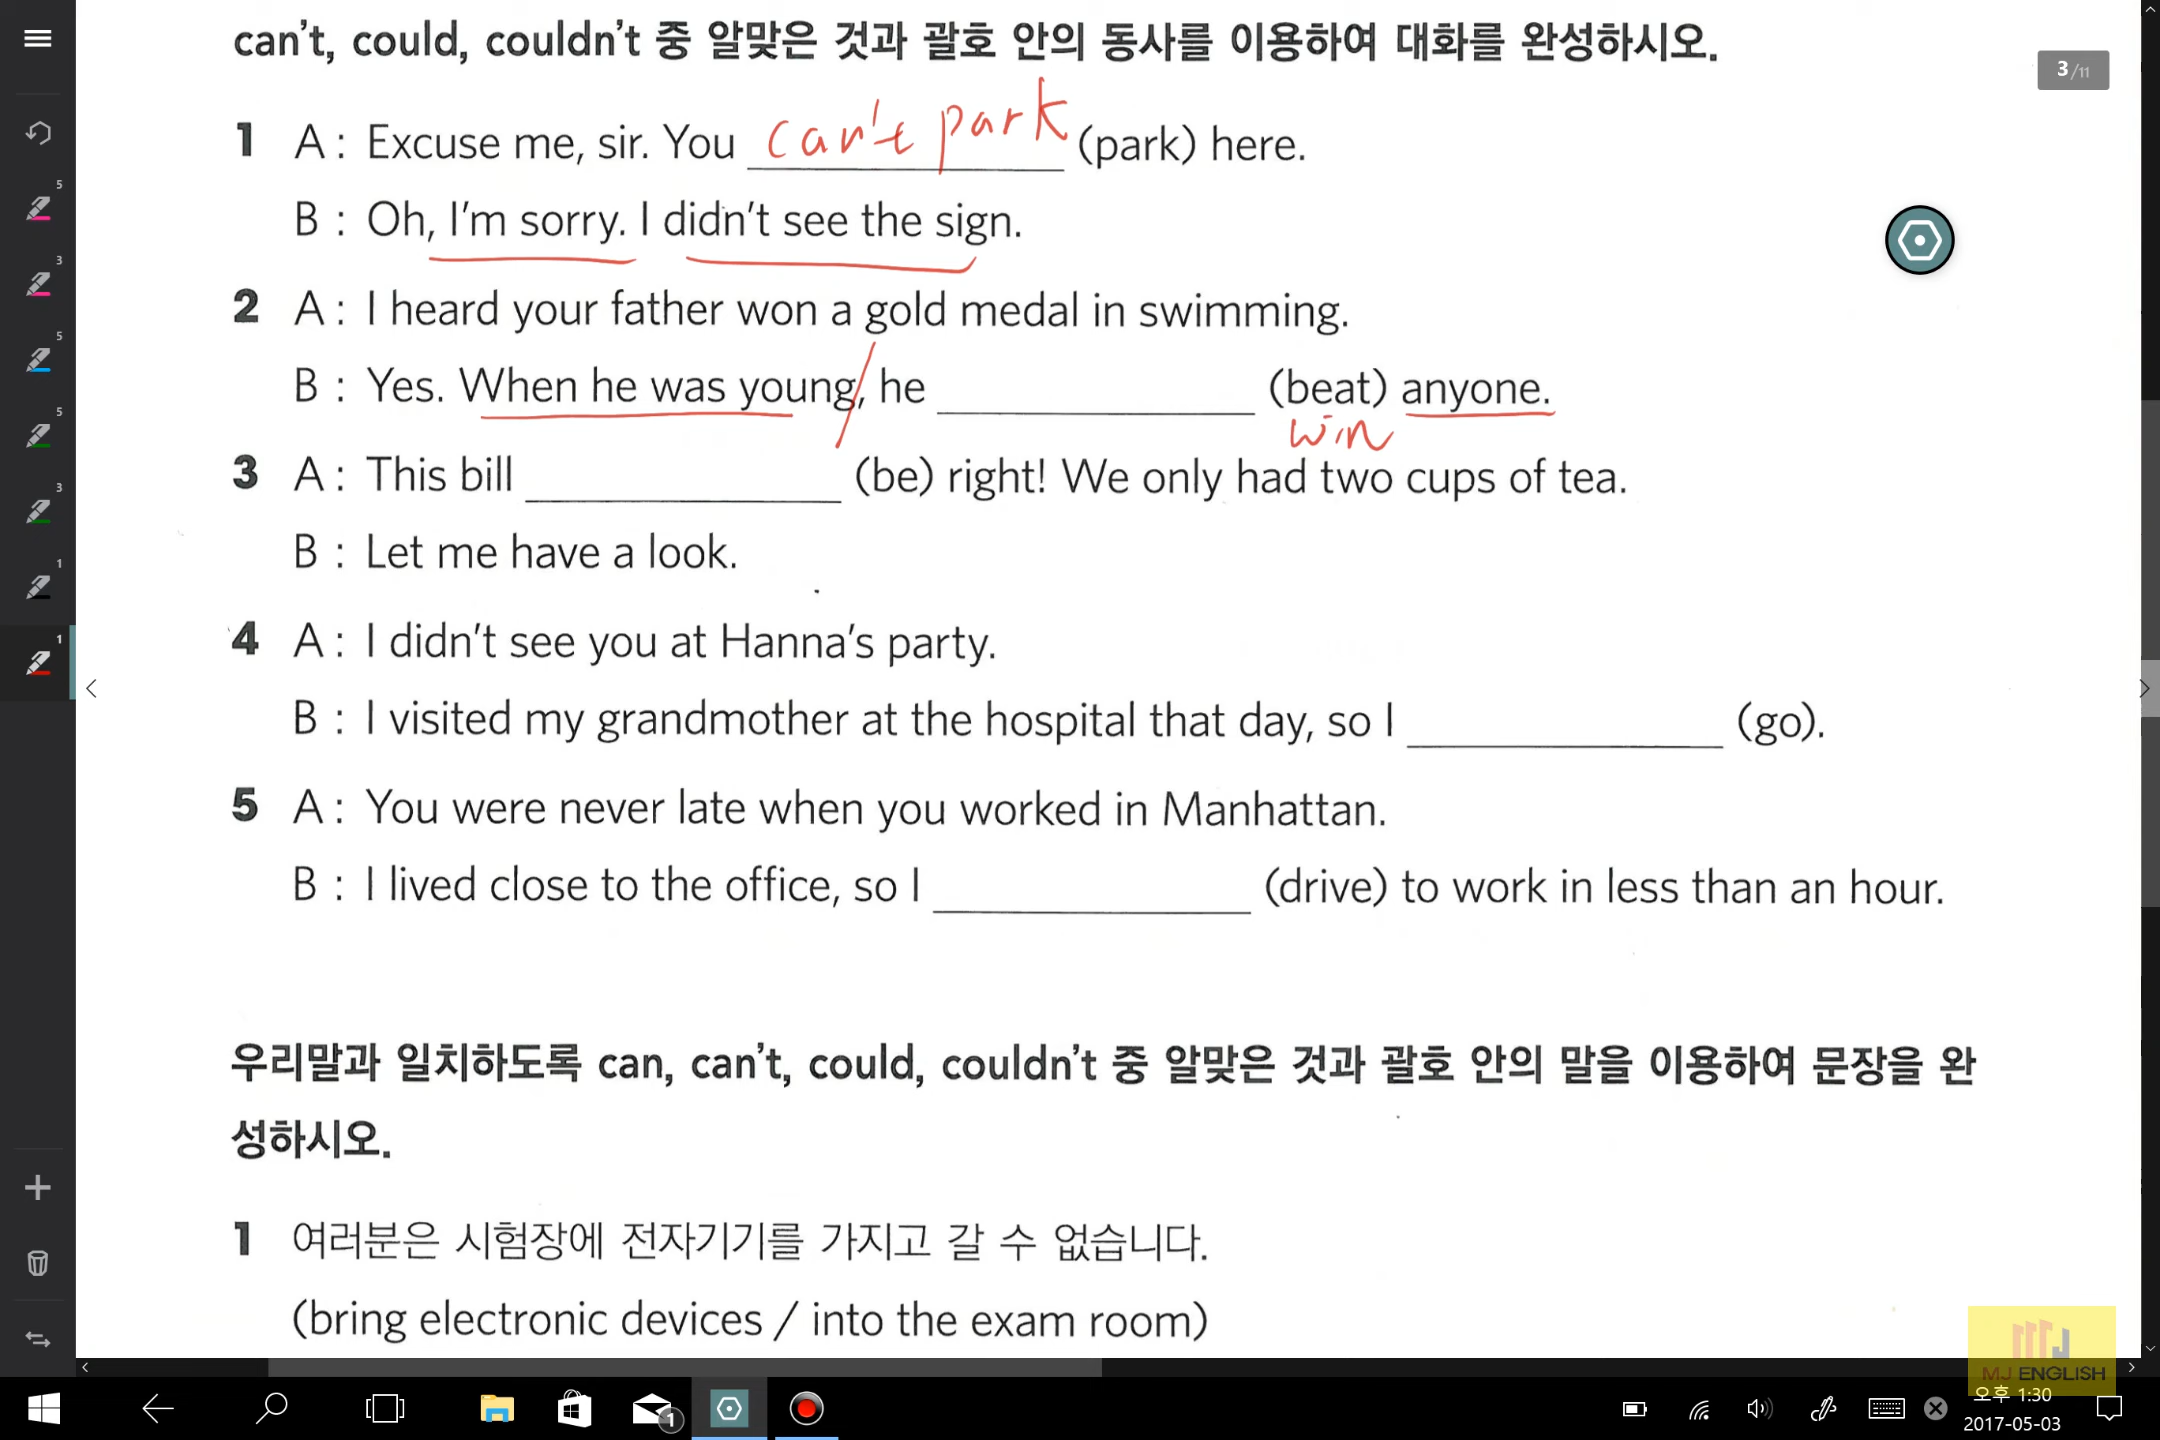 can't, could, couldn't 중 알맞은 것과 괄호 안의 동사를 이용하여 대화를 완성하시오.
3/11
1 A : Excuse me, sir. You can't park (park) here.
B : Oh, I'm sorry. I didn't see the sign.
2 A : I heard your father won a gold medal in swimming.
B : Yes. When he was young, he ____________ (beat) anyone.
win
3 A : This bill ____________ (be) right! We only had two cups of tea.
B : Let me have a look.
4 A : I didn't see you at Hanna's party.
B : I visited my grandmother at the hospital that day, so I ____________ (go).
5 A : You were never late when you worked in Manhattan.
B : I lived close to the office, so I ____________ (drive) to work in less than an hour.
우리말과 일치하도록 can, can't, could, couldn't 중 알맞은 것과 괄호 안의 말을 이용하여 문장을 완
성하시오.
1 여러분은 시험장에 전자기기를 가지고 갈 수 없습니다.
(bring electronic devices / into the exam room)
5
3
5
5
3
1
1
MJ ENGLISH
1
오후 1:30
2017-05-03